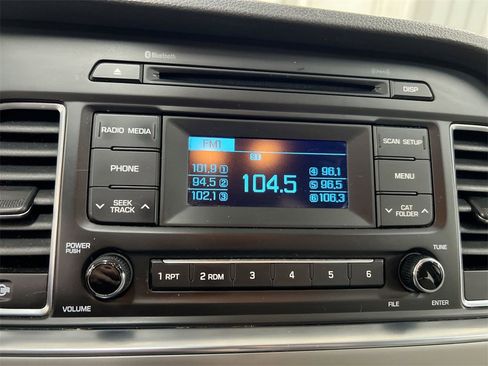 Bluetooth
DISP
RADIO MEDIA
FM1
SCAN SETUP
ST
101.9 ①
④ 96.1
PHONE
94.5 ②
104.5
⑤ 96.5
MENU
102.1 ③
⑥ 106.3
SEEK
TRACK
CAT
FOLDER
POWER
PUSH
TUNE
1 RPT
2 RDM
3
4
5
6
VOLUME
FILE
ENTER